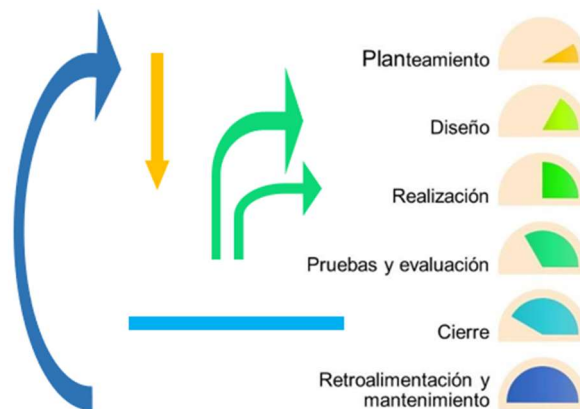 Planteamiento
Diseño
Realización
Pruebas y evaluación
Cierre
Retroalimentación y
mantenimiento